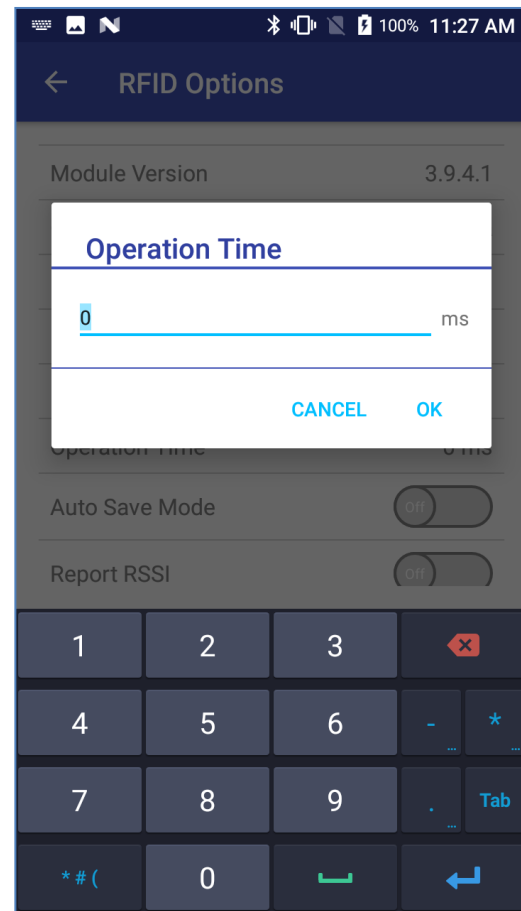 100% 11:27 AM
RFID Options
Module Version 3.9.4.1
Operation Time
0 ms
CANCEL OK
Operation Time 0 ms
Auto Save Mode Off
Report RSSI Off
1 2 3
4 5 6 - *
7 8 9 . Tab
* # ( 0